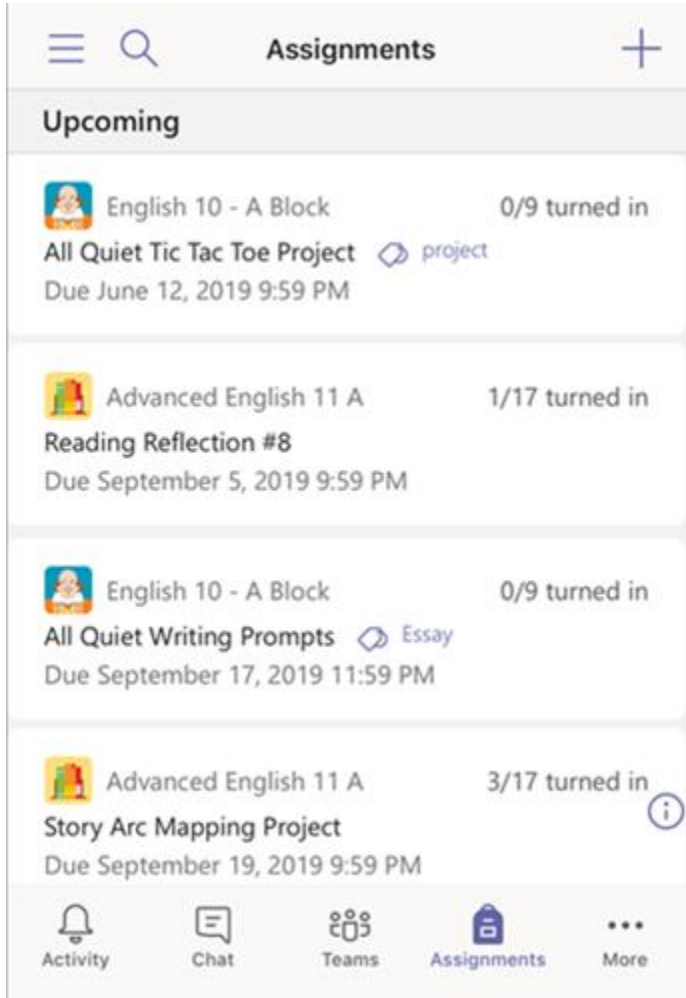 Assignments
Upcoming
English 10 - A Block 0/9 turned in
All Quiet Tic Tac Toe Project project
Due June 12, 2019 9:59 PM
Advanced English 11 A 1/17 turned in
Reading Reflection #8
Due September 5, 2019 9:59 PM
English 10 - A Block 0/9 turned in
All Quiet Writing Prompts Essay
Due September 17, 2019 11:59 PM
Advanced English 11 A 3/17 turned in
Story Arc Mapping Project
Due September 19, 2019 9:59 PM
Activity Chat Teams Assignments More